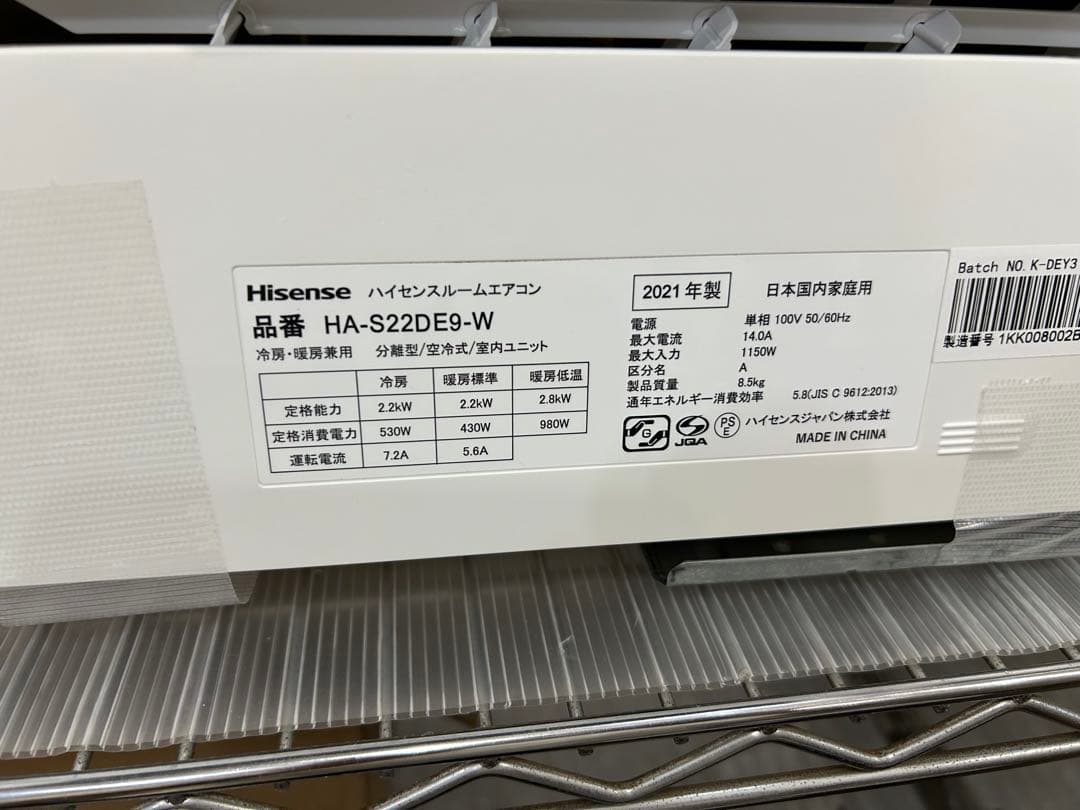 Hisense ハイセンスルームエアコン
品番 HA-S22DE9-W
冷房・暖房兼用 分離型/空冷式/室内ユニット
冷房 暖房標準 暖房低温
定格能力 2.2kW 2.2kW 2.8kW
定格消費電力 530W 430W 980W
運転電流 7.2A 5.6A
2021年製 日本国内家庭用
電源 単相 100V 50/60Hz
最大電流 14.0A
最大入力 1150W
区分名 A
製品質量 8.5kg
通年エネルギー消費効率 5.8(JIS C 9612:2013)
G JQA PS E ハイセンスジャパン株式会社
MADE IN CHINA
Batch NO. K-DEY3
製造番号 1KK008002B